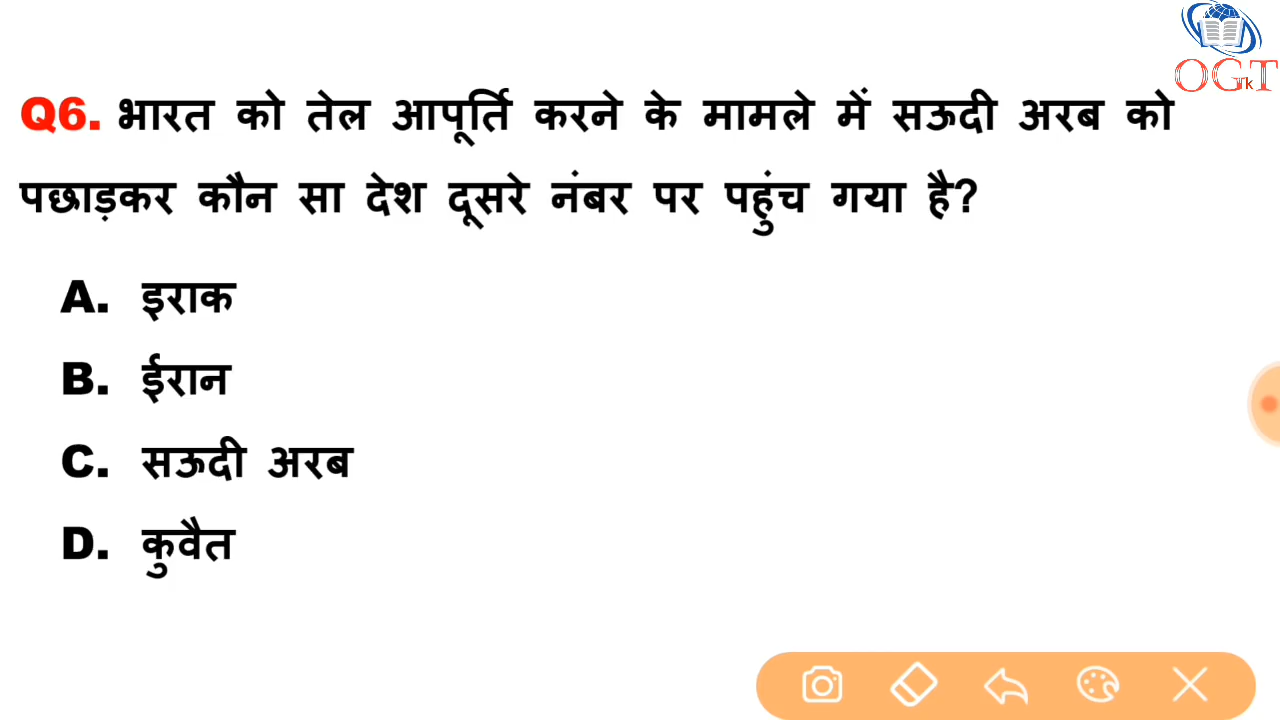 OGT
rk
Q6. भारत को तेल आपूर्ति करने के मामले में सऊदी अरब को
पछाड़कर कौन सा देश दूसरे नंबर पर पहुंच गया है?
A. इराक
B. ईरान
C. सऊदी अरब
D. कुवैत